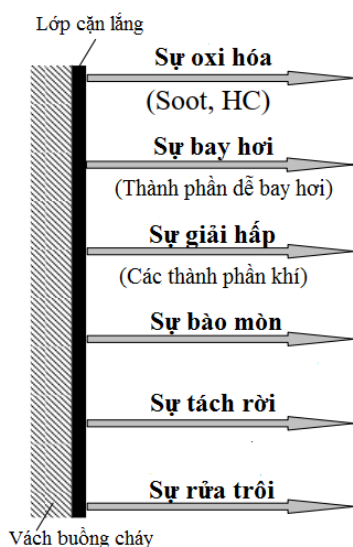 Lớp cặn lắng
Sự oxi hóa
(Soot, HC)
Sự bay hơi
(Thành phần dễ bay hơi)
Sự giải hấp
(Các thành phần khí)
Sự bào mòn
Sự tách rời
Sự rửa trôi
Vách buồng cháy